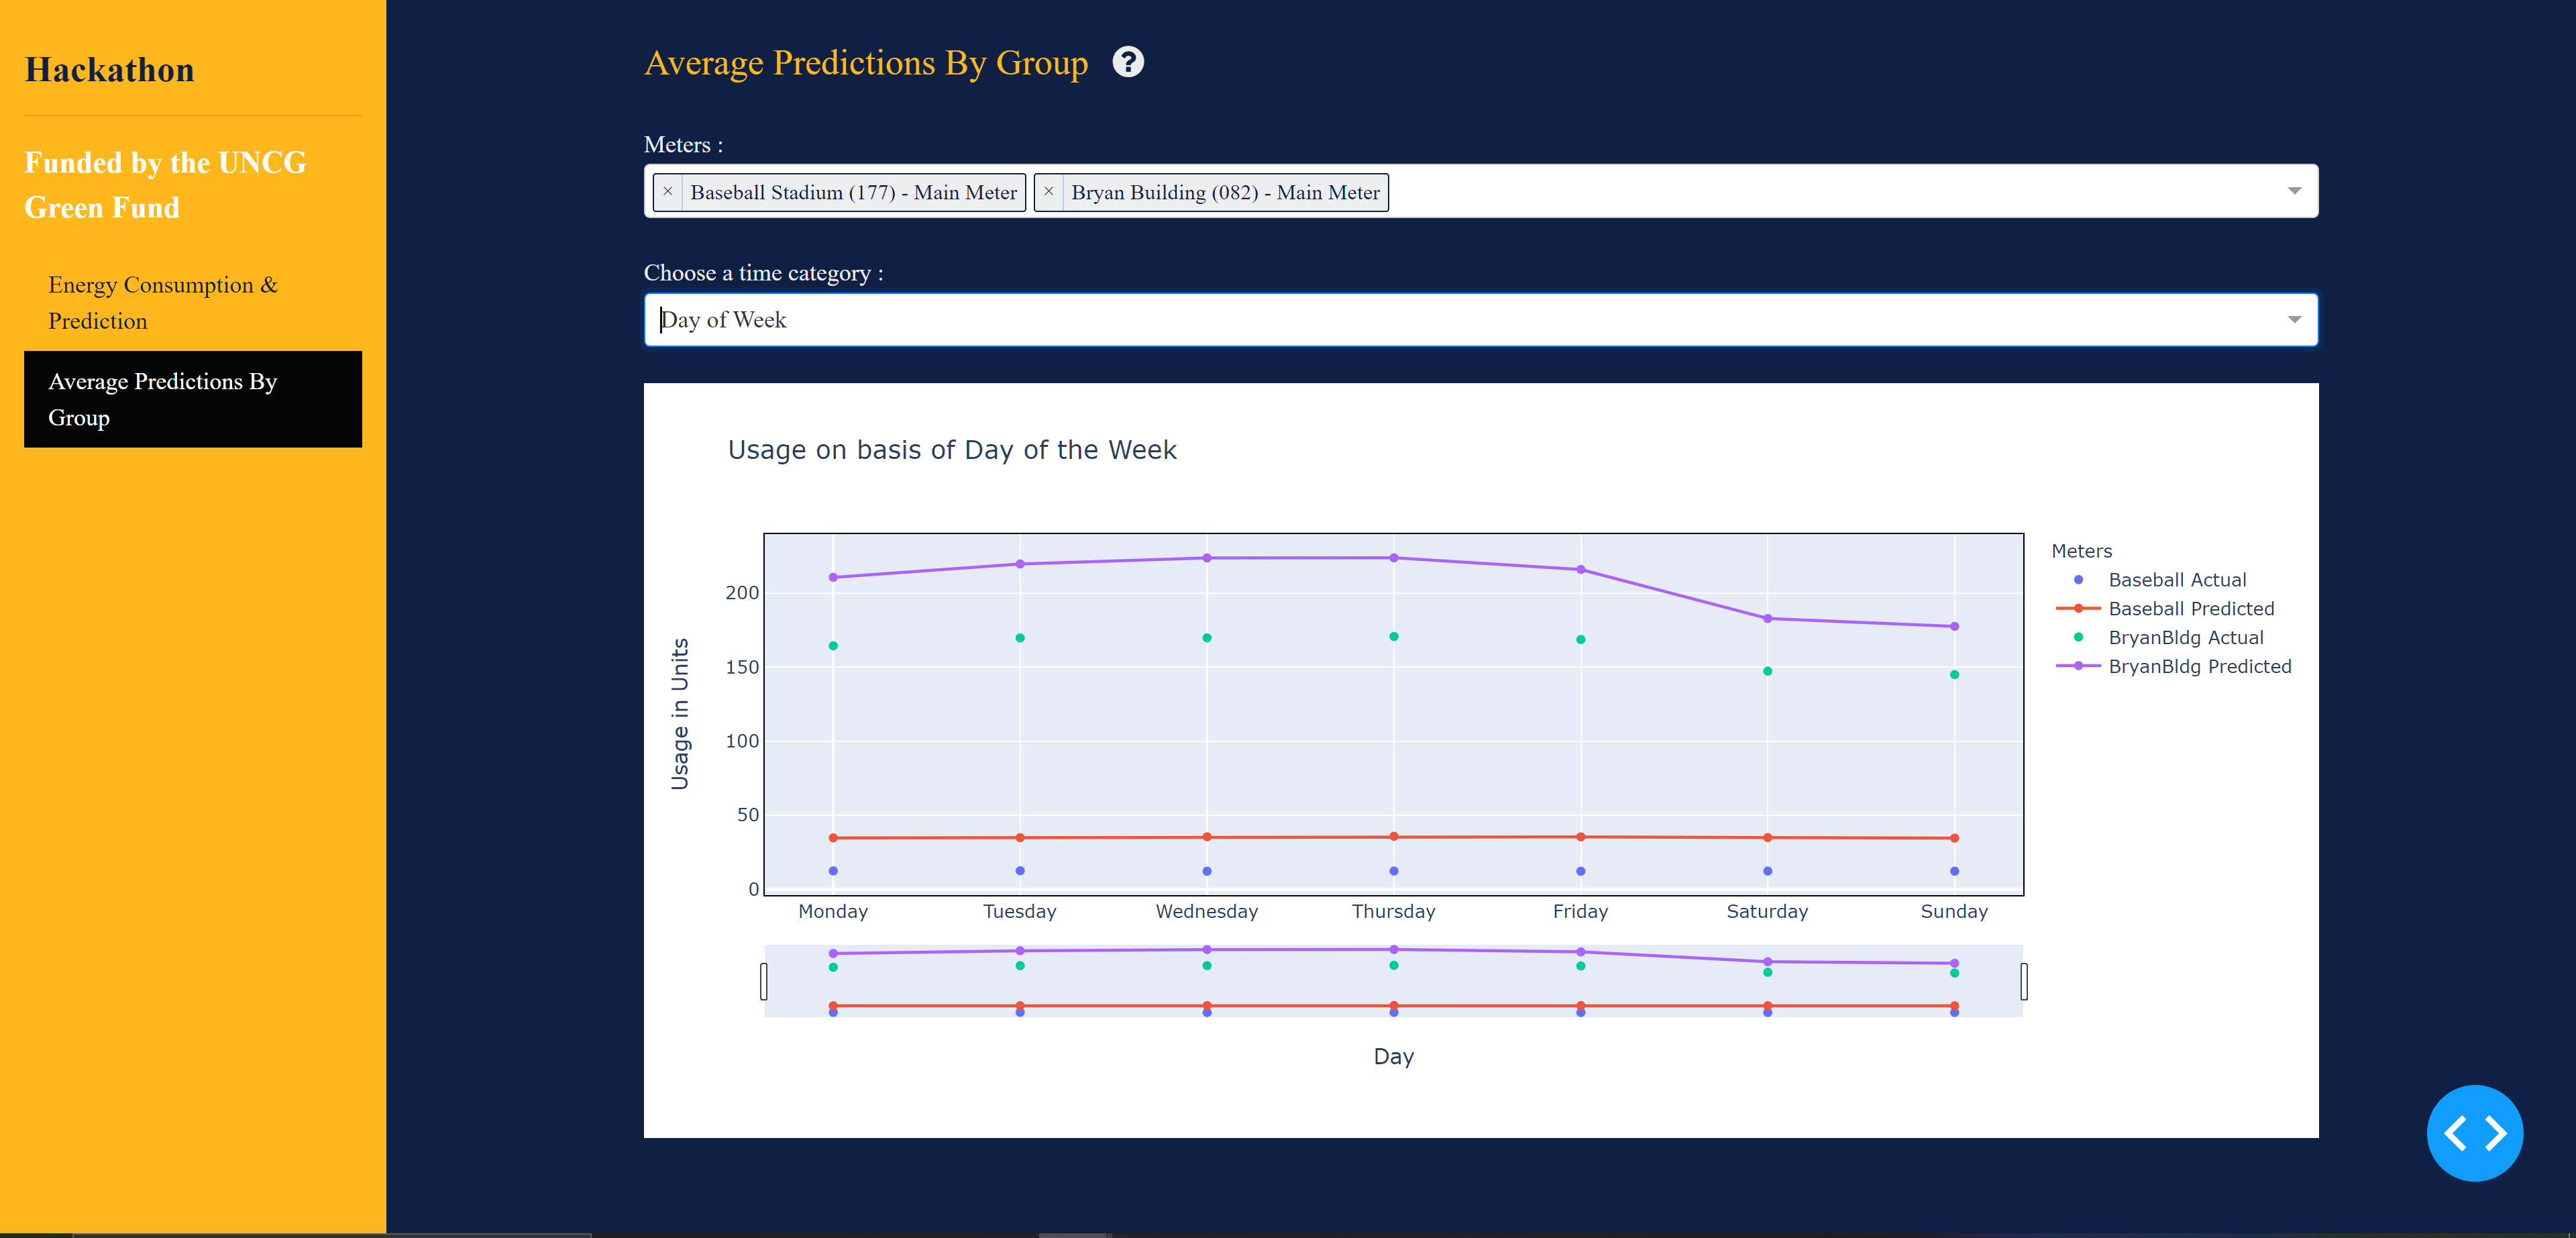 Hackathon
Funded by the UNCG
Green Fund
Energy Consumption &
Prediction
Average Predictions By
Group
Average Predictions By Group ?
Meters :
× Baseball Stadium (177) - Main Meter × Bryan Building (082) - Main Meter
Choose a time category :
Day of Week
Usage on basis of Day of the Week
Usage in Units
200
150
100
50
0
Monday Tuesday Wednesday Thursday Friday Saturday Sunday
Day
Meters
Baseball Actual
Baseball Predicted
BryanBldg Actual
BryanBldg Predicted